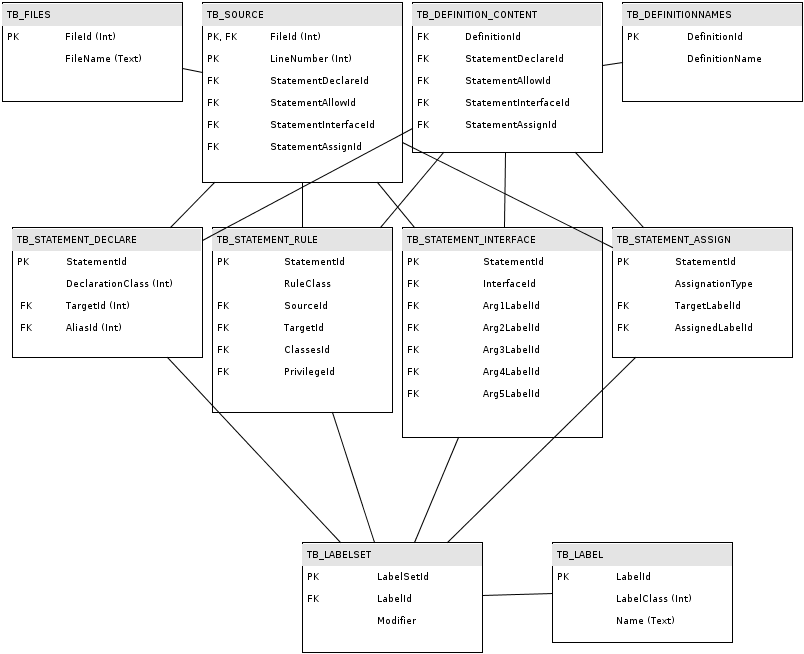 TB_FILES
PK FileId (Int)
FileName (Text)
TB_SOURCE
PK, FK FileId (Int)
PK LineNumber (Int)
FK StatementDeclareId
FK StatementAllowId
FK StatementInterfaceId
FK StatementAssignId
TB_DEFINITION_CONTENT
FK DefinitionId
FK StatementDeclareId
FK StatementAllowId
FK StatementInterfaceId
FK StatementAssignId
TB_DEFINITIONNAMES
PK DefinitionId
DefinitionName
TB_STATEMENT_DECLARE
PK StatementId
DeclarationClass (Int)
FK TargetId (Int)
FK AliasId (Int)
TB_STATEMENT_RULE
PK StatementId
RuleClass
FK SourceId
FK TargetId
FK ClassesId
FK PrivilegeId
TB_STATEMENT_INTERFACE
PK StatementId
FK InterfaceId
FK Arg1LabelId
FK Arg2LabelId
FK Arg3LabelId
FK Arg4LabelId
FK Arg5LabelId
TB_STATEMENT_ASSIGN
PK StatementId
AssignationType
FK TargetLabelId
FK AssignedLabelId
TB_LABELSET
PK LabelSetId
FK LabelId
Modifier
TB_LABEL
PK LabelId
LabelClass (Int)
Name (Text)